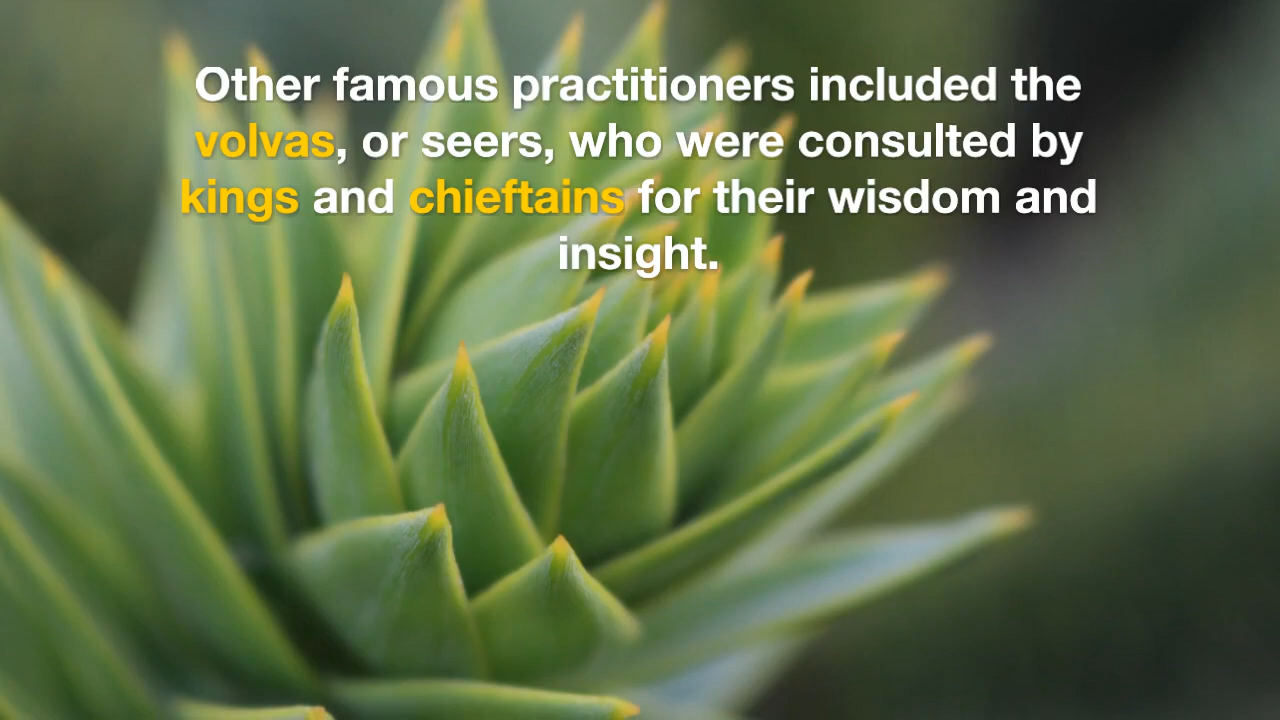 Other famous practitioners included the
volvas, or seers, who were consulted by
kings and chieftains for their wisdom and
insight.